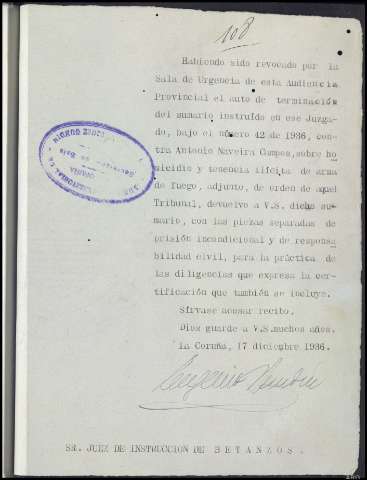 108
Habiendo sido revocado por la
Sala de Urgencia de esta Audiencia
Provincial el auto de terminación
del sumario instruído en ese Juzga-
do, bajo el número 42 de 1936, con-
tra Antonio Naveira Campos, sobre ho
micidio y tenencia ilícita de arma
de fuego, adjunto, de orden de aquel
Tribunal, devuelvo a V.S. dicho su-
mario, con las piezas separadas de
prisión incondicional y de responsa
bilidad civil, para la práctica de
las diligencias que expresa la cer-
tificación que también se incluye.
Sírvase acusar recibo.
Dios guarde a V.S. muchos años.
La Coruña, 17 diciembre 1936.
Eugenio
SR. JUEZ DE INSTRUCCION DE BETANZOS.